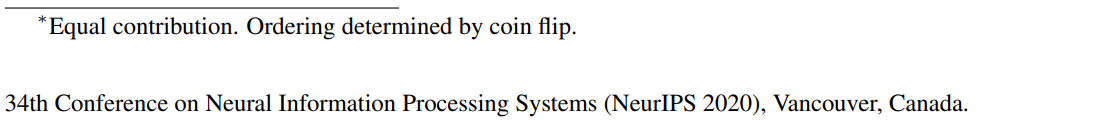 *Equal contribution. Ordering determined by coin flip.
34th Conference on Neural Information Processing Systems (NeurIPS 2020), Vancouver, Canada.